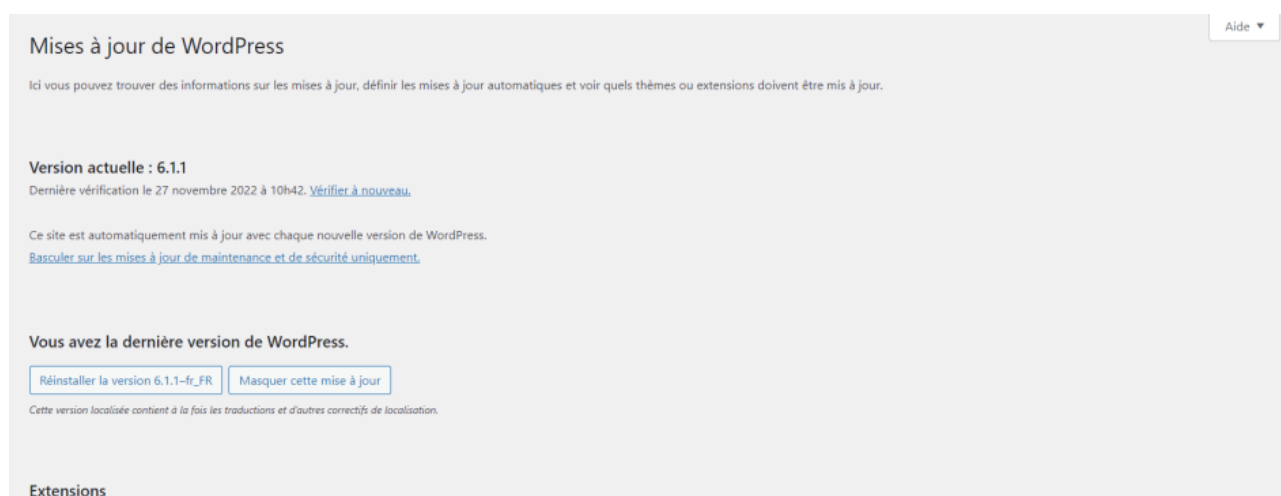 Aide ▼
Mises à jour de WordPress
Ici vous pouvez trouver des informations sur les mises à jour, définir les mises à jour automatiques et voir quels thèmes ou extensions doivent être mis à jour.
Version actuelle : 6.1.1
Dernière vérification le 27 novembre 2022 à 10h42. Vérifier à nouveau.
Ce site est automatiquement mis à jour avec chaque nouvelle version de WordPress.
Basculer sur les mises à jour de maintenance et de sécurité uniquement.
Vous avez la dernière version de WordPress.
Réinstaller la version 6.1.1–fr_FR Masquer cette mise à jour
Cette version localisée contient à la fois les traductions et d'autres correctifs de localisation.
Extensions